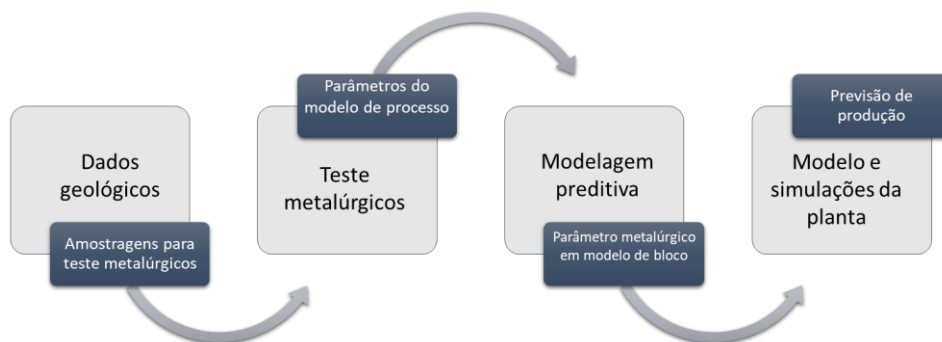 Dados
geológicos
Amostragens para
teste metalúrgicos
Parâmetros do
modelo de processo
Teste
metalúrgicos
Modelagem
preditiva
Parâmetro metalúrgico
em modelo de bloco
Previsão de
produção
Modelo e
simulações da
planta